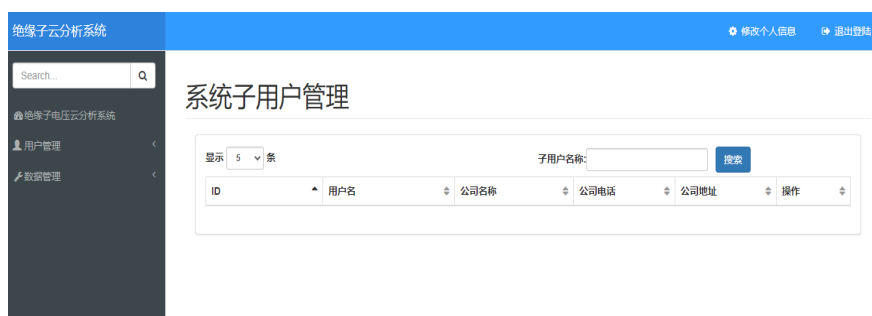 绝缘子云分析系统
修改个人信息 退出登陆
Search...
绝缘子电压云分析系统
用户管理
数据管理
系统子用户管理
显示 5 条 子用户名称: 搜索
ID 用户名 公司名称 公司电话 公司地址 操作